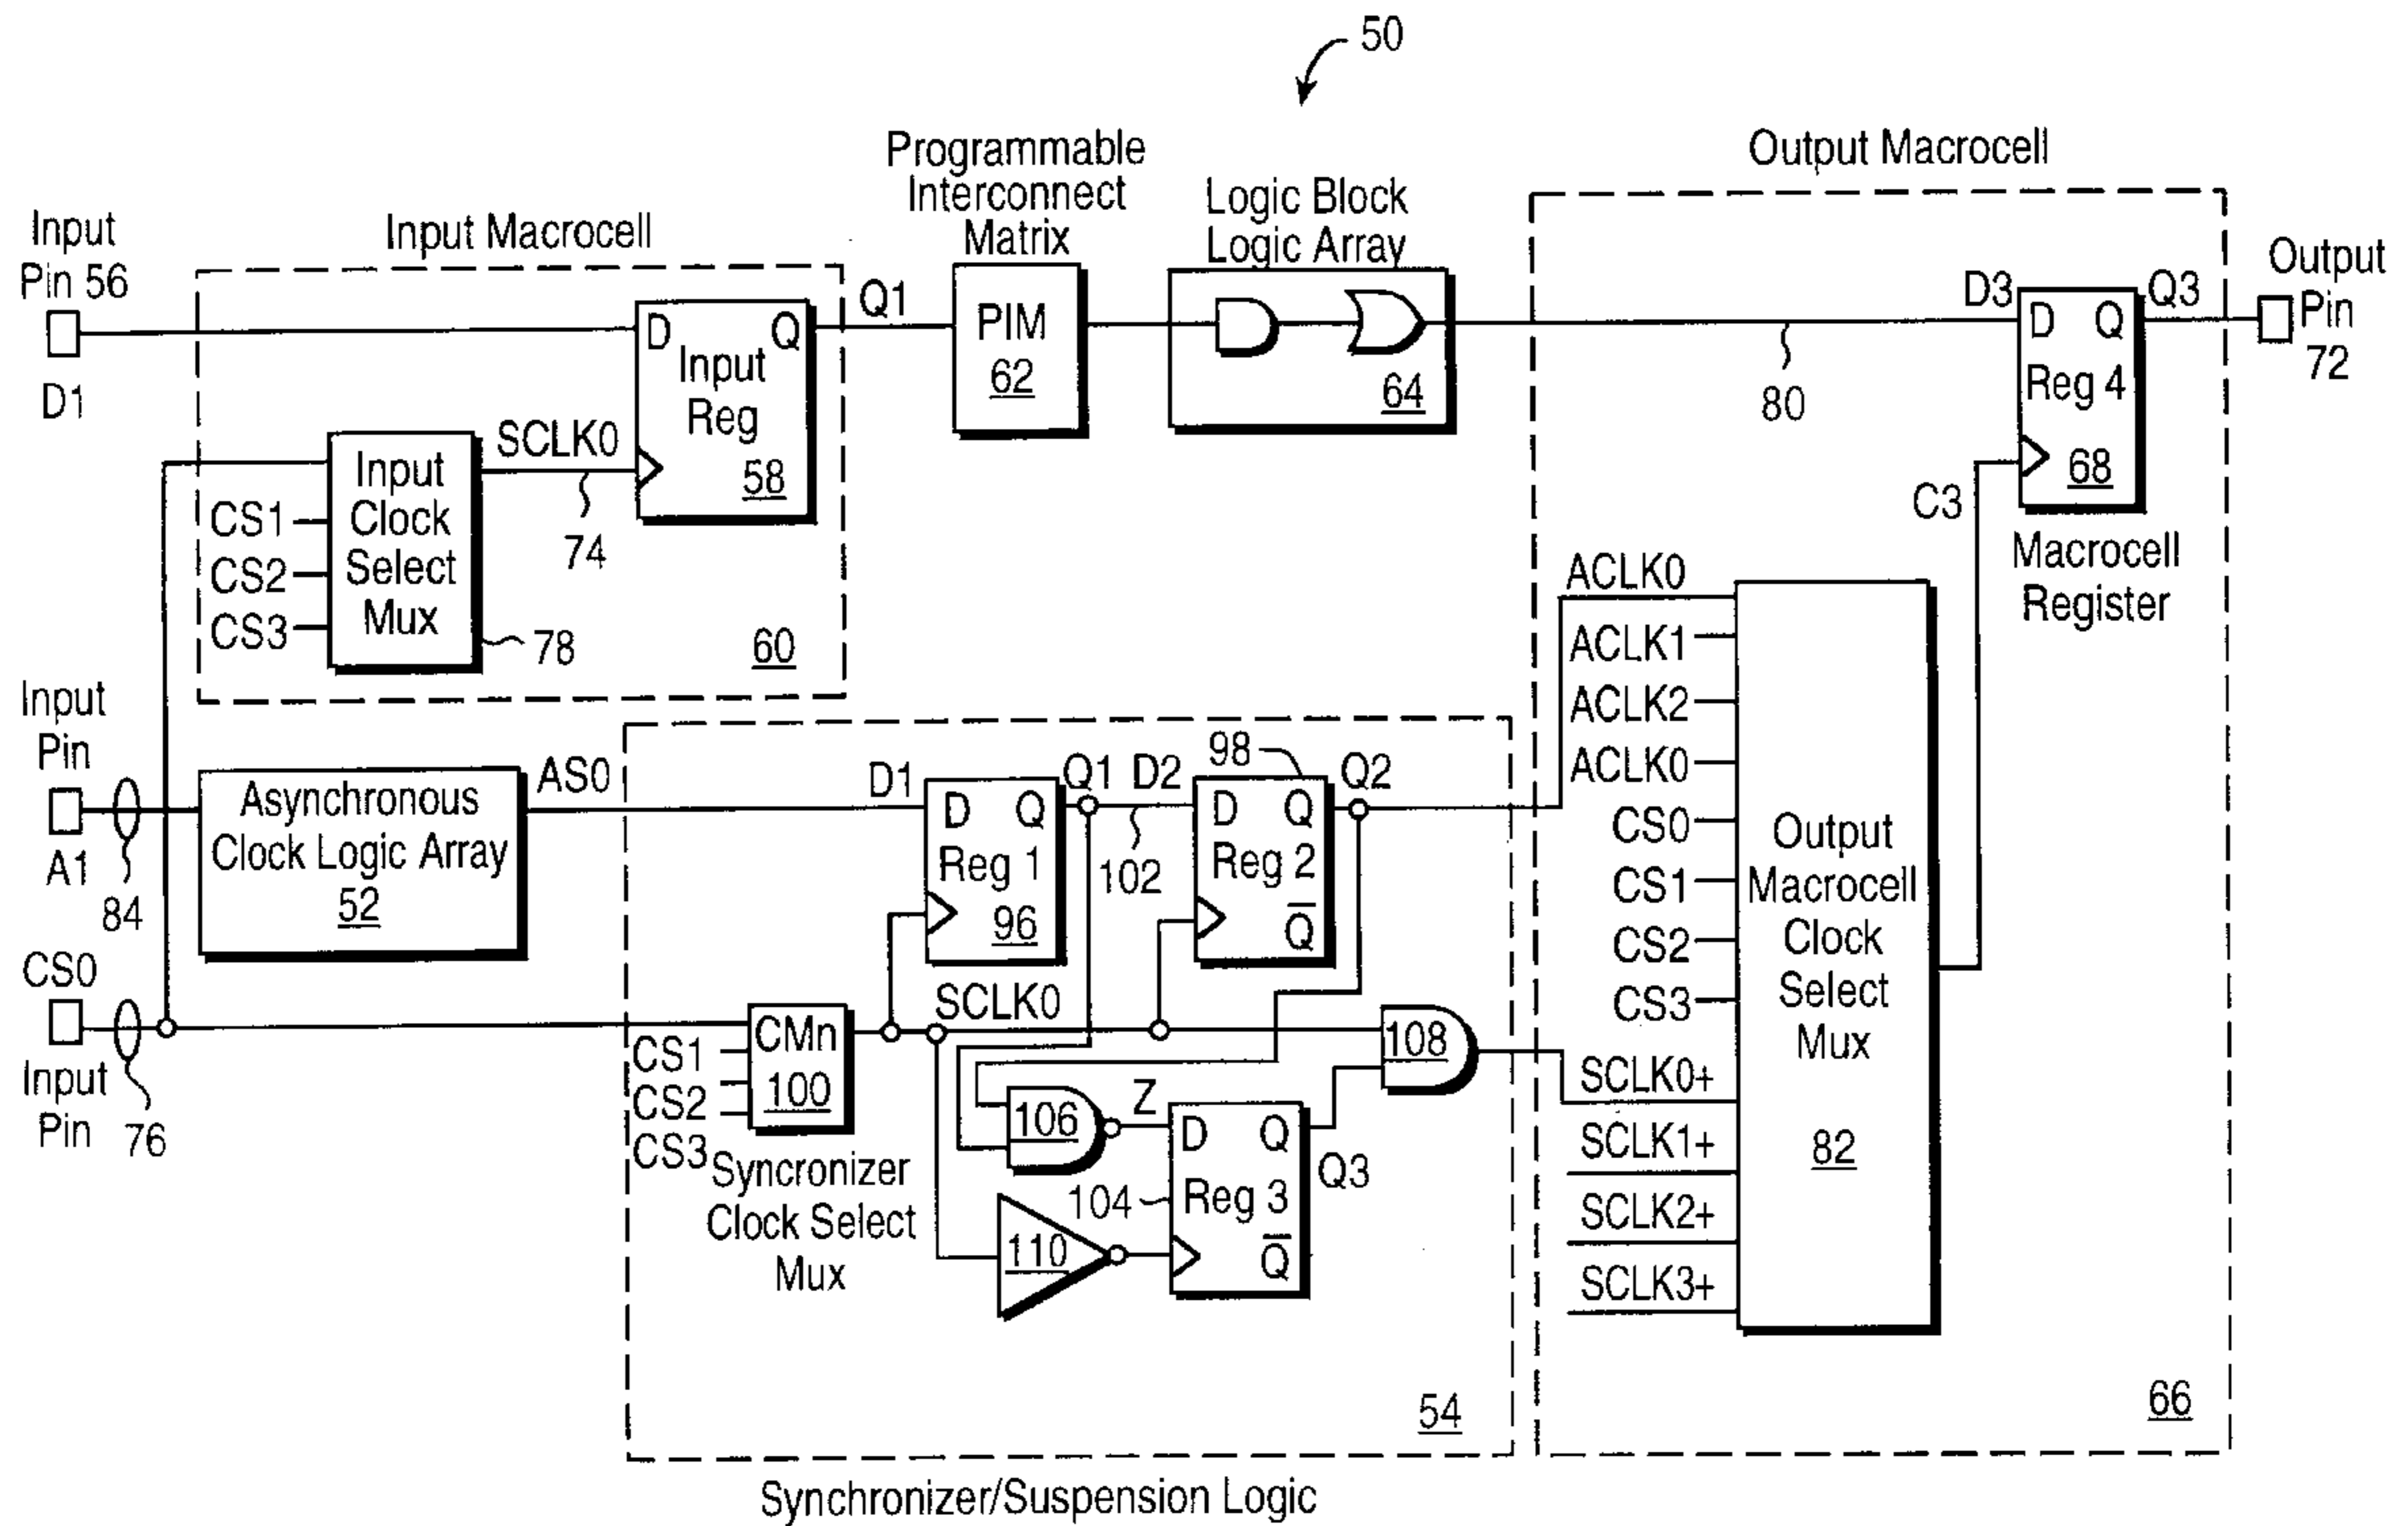 50
Programmable
Interconnect
Matrix
Logic Block
Logic Array
Output Macrocell
Input Macrocell
Input
Pin 56
D1
D Q
Input
Reg
58
Q1
PIM
62
64
80
D3
D Q
Reg 4
68
Q3
Output
Pin
72
Macrocell
Register
C3
Input
Clock
Select
Mux
CS1
CS2
CS3
SCLK0
74
78
60
Input
Pin
A1
84
Asynchronous
Clock Logic Array
52
AS0
CS0
Input
Pin
76
D1
D Q
Reg 1
96
Q1
D2
102
98
D Q
Reg 2
Q̅
Q2
SCLK0
CMn
100
CS1
CS2
CS3
Syncronizer
Clock Select
Mux
106
Z
D Q
Reg 3
Q̅
104
Q3
110
108
54
Synchronizer/Suspension Logic
ACLK0
ACLK1
ACLK2
ACLK0
CS0
CS1
CS2
CS3
SCLK0+
SCLK1+
SCLK2+
SCLK3+
Output
Macrocell
Clock
Select
Mux
82
66